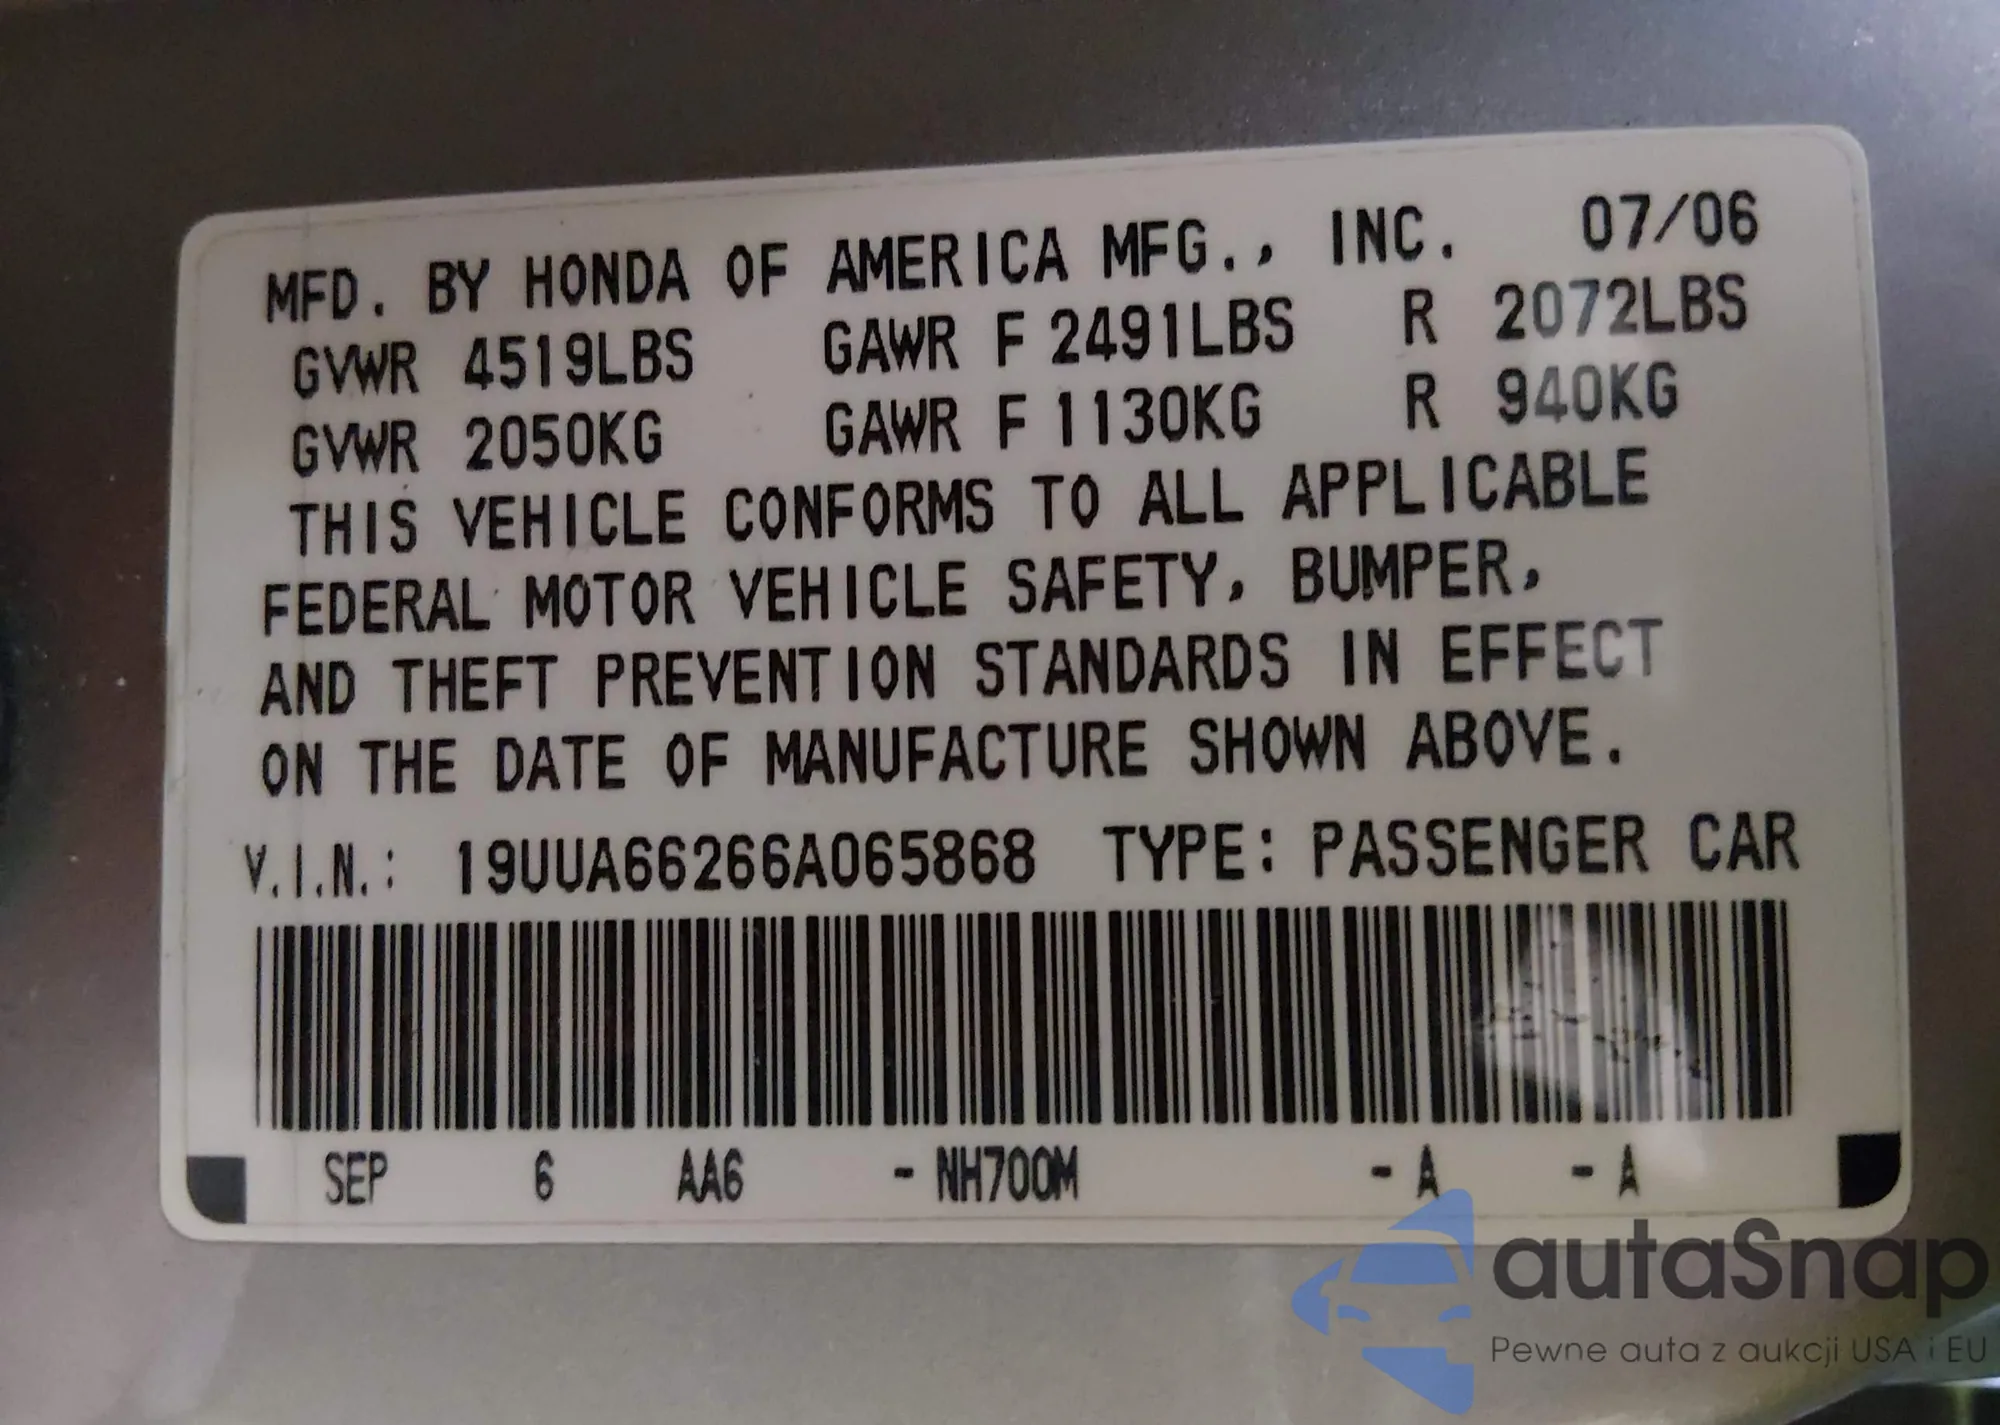 MFD. BY HONDA OF AMERICA MFG., INC. 07/06
GVWR 4519LBS GAWR F 2491LBS R 2072LBS
GVWR 2050KG GAWR F 1130KG R 940KG
THIS VEHICLE CONFORMS TO ALL APPLICABLE
FEDERAL MOTOR VEHICLE SAFETY, BUMPER,
AND THEFT PREVENTION STANDARDS IN EFFECT
ON THE DATE OF MANUFACTURE SHOWN ABOVE.
V.I.N.: 19UUA66266A065868 TYPE: PASSENGER CAR
SEP 6 AA6 - NH700M - A - A
autaSnap
Pewne auta z aukcji USA i EU